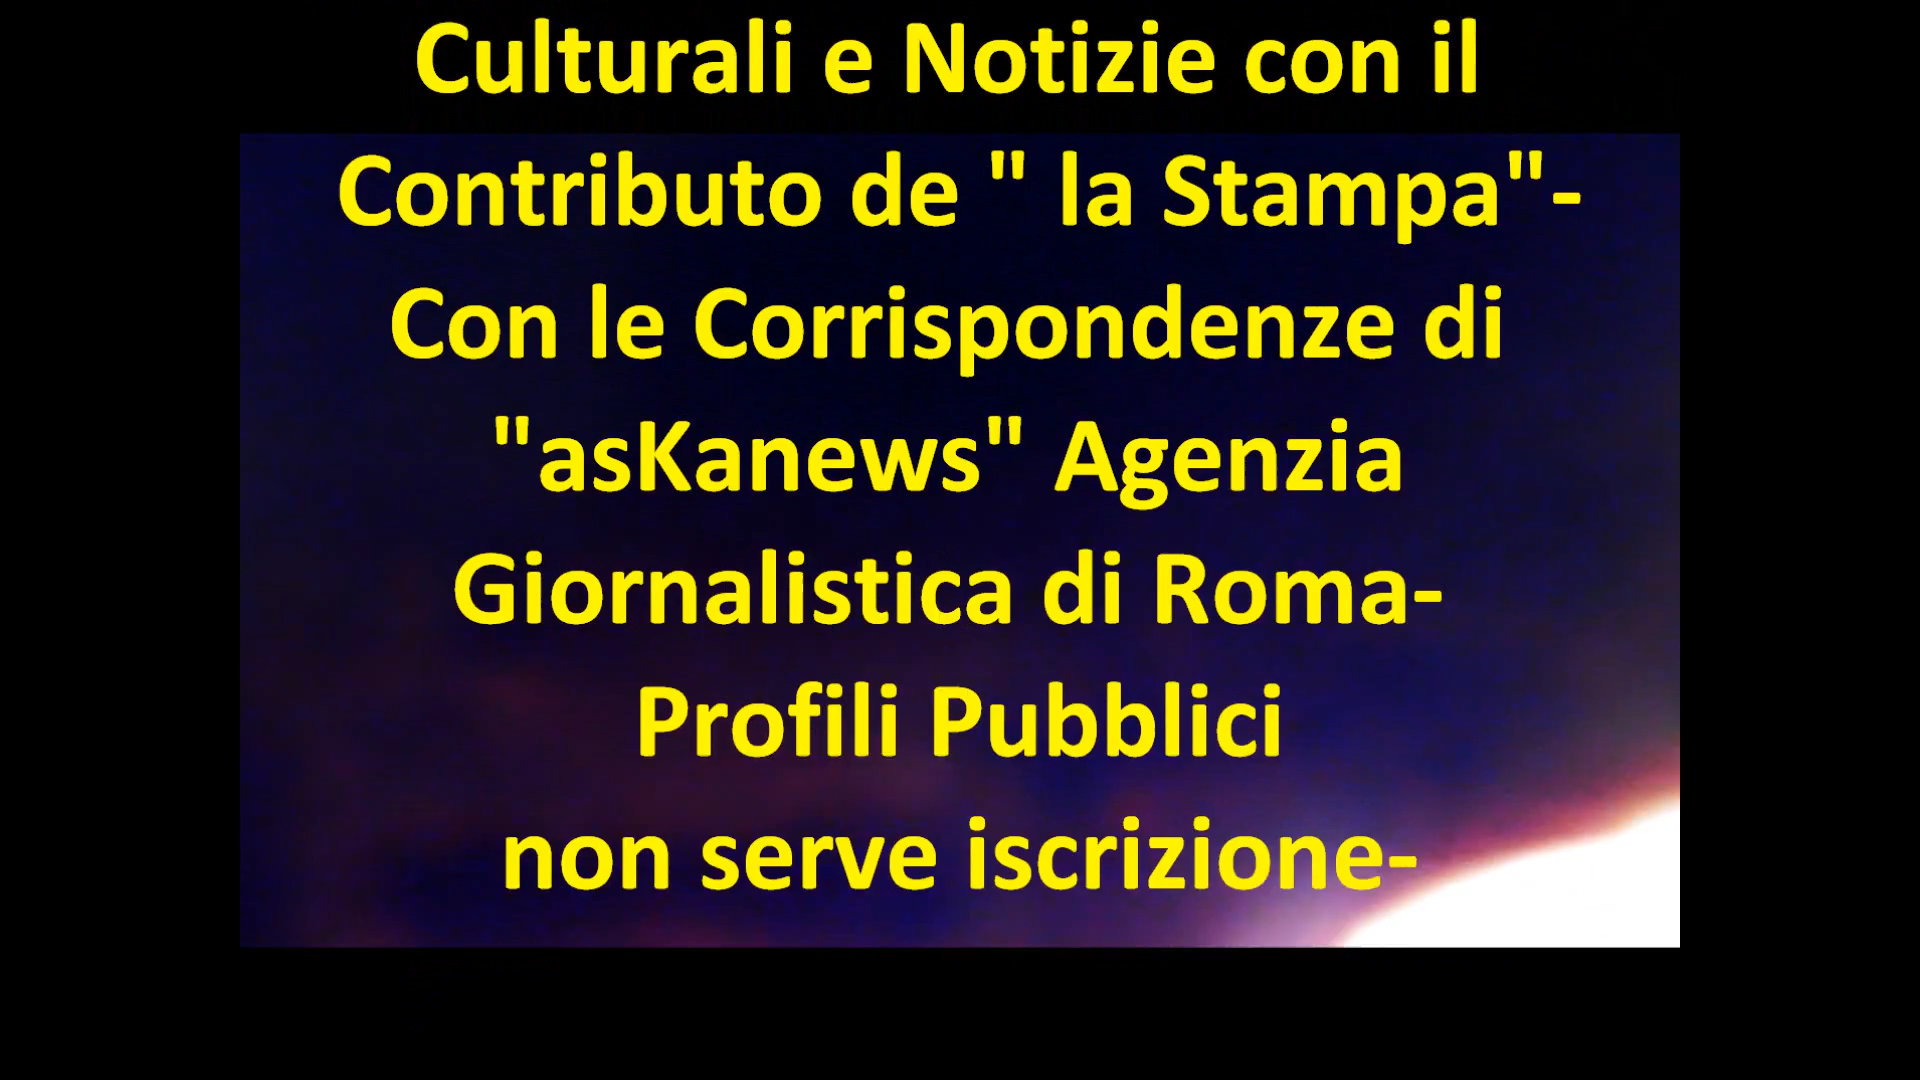 Culturali e Notizie con il
Contributo de " la Stampa"-
Con le Corrispondenze di
"asKanews" Agenzia
Giornalistica di Roma-
Profili Pubblici
non serve iscrizione-